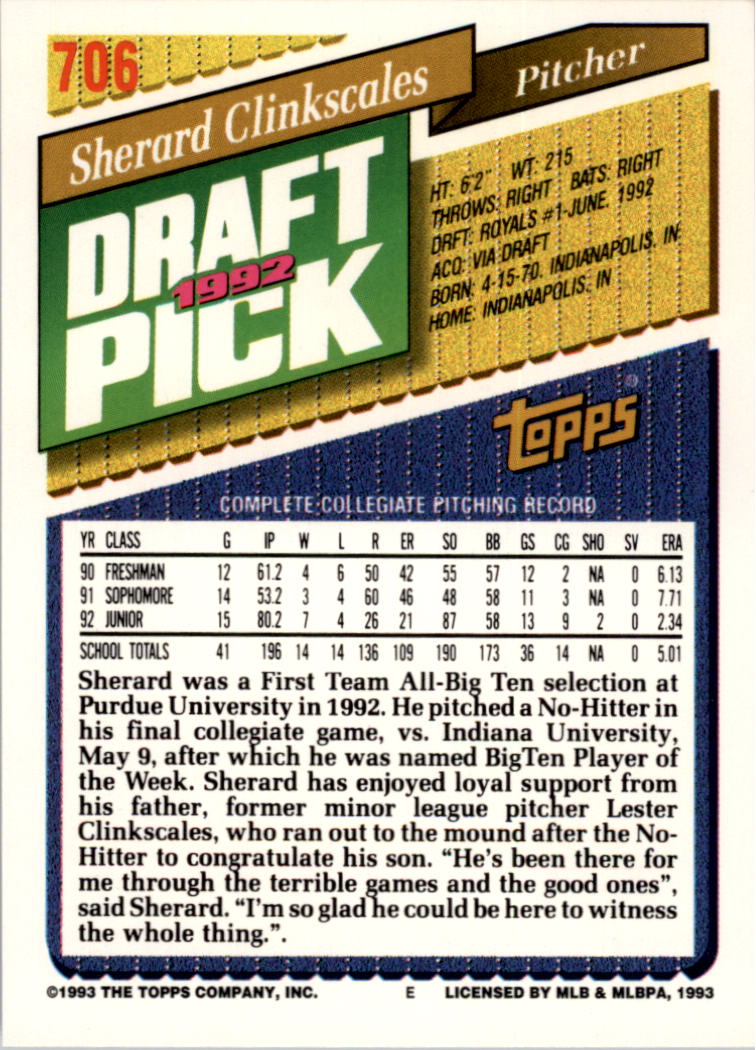 706
Sherard Clinkscales
Pitcher
DRAFT
1992
PICK
HT: 6'2" WT: 215
THROWS: RIGHT BATS: RIGHT
DRFT: ROYALS #1-JUNE, 1992
ACQ: VIA DRAFT
BORN: 4-15-70, INDIANAPOLIS, IN
HOME: INDIANAPOLIS, IN
Topps®
COMPLETE COLLEGIATE PITCHING RECORD
YR CLASS G IP W L R ER SO BB GS CG SHO SV ERA
90 FRESHMAN 12 61.2 4 6 50 42 55 57 12 2 NA 0 6.13
91 SOPHOMORE 14 53.2 3 4 60 46 48 58 11 3 NA 0 7.71
92 JUNIOR 15 80.2 7 4 26 21 87 58 13 9 2 0 2.34
SCHOOL TOTALS 41 196 14 14 136 109 190 173 36 14 NA 0 5.01
Sherard was a First Team All-Big Ten selection at
Purdue University in 1992. He pitched a No-Hitter in
his final collegiate game, vs. Indiana University,
May 9, after which he was named BigTen Player of
the Week. Sherard has enjoyed loyal support from
his father, former minor league pitcher Lester
Clinkscales, who ran out to the mound after the No-
Hitter to congratulate his son. “He’s been there for
me through the terrible games and the good ones”,
said Sherard. “I’m so glad he could be here to witness
the whole thing.”.
©1993 THE TOPPS COMPANY, INC. E LICENSED BY MLB & MLBPA, 1993